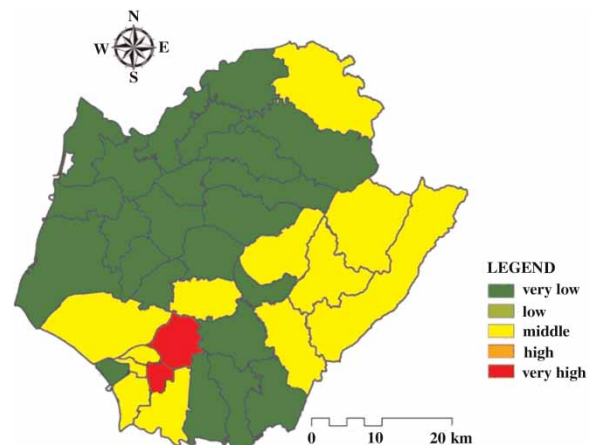 N
W E
S
LEGEND
very low
low
middle
high
very high
0 10 20 km